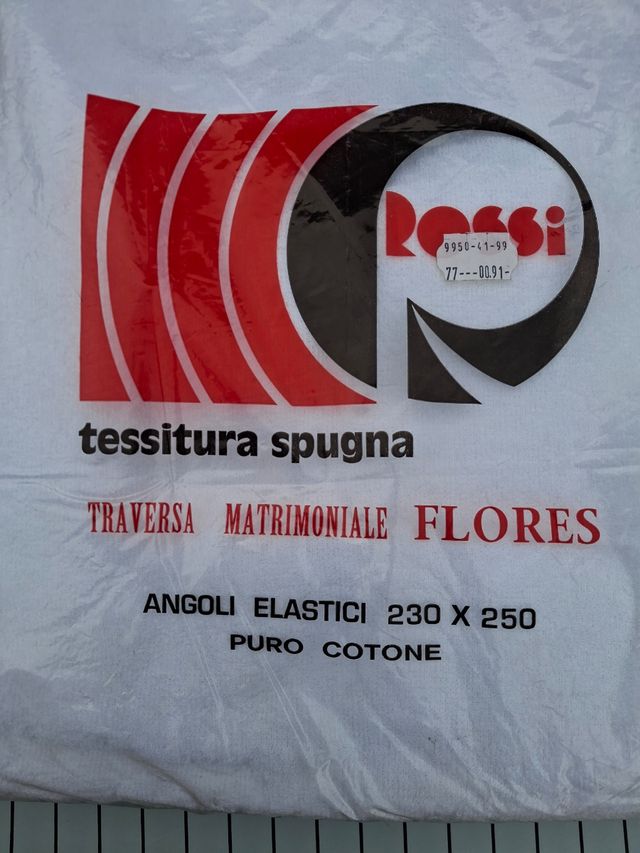 Rossi
9950-41-99
77---00.91-
tessitura spugna
TRAVERSA MATRIMONIALE FLORES
ANGOLI ELASTICI 230 X 250
PURO COTONE